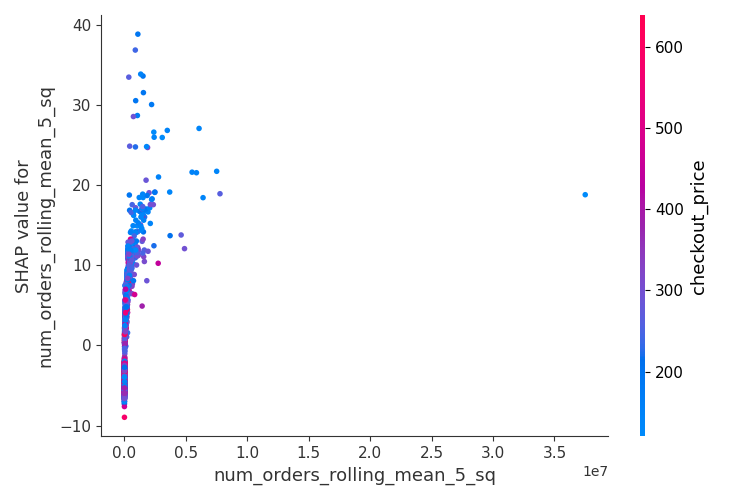 40
30
20
10
0
−10
SHAP value for
num_orders_rolling_mean_5_sq
0.0 0.5 1.0 1.5 2.0 2.5 3.0 3.5
1e7
num_orders_rolling_mean_5_sq
600
500
400
300
200
checkout_price